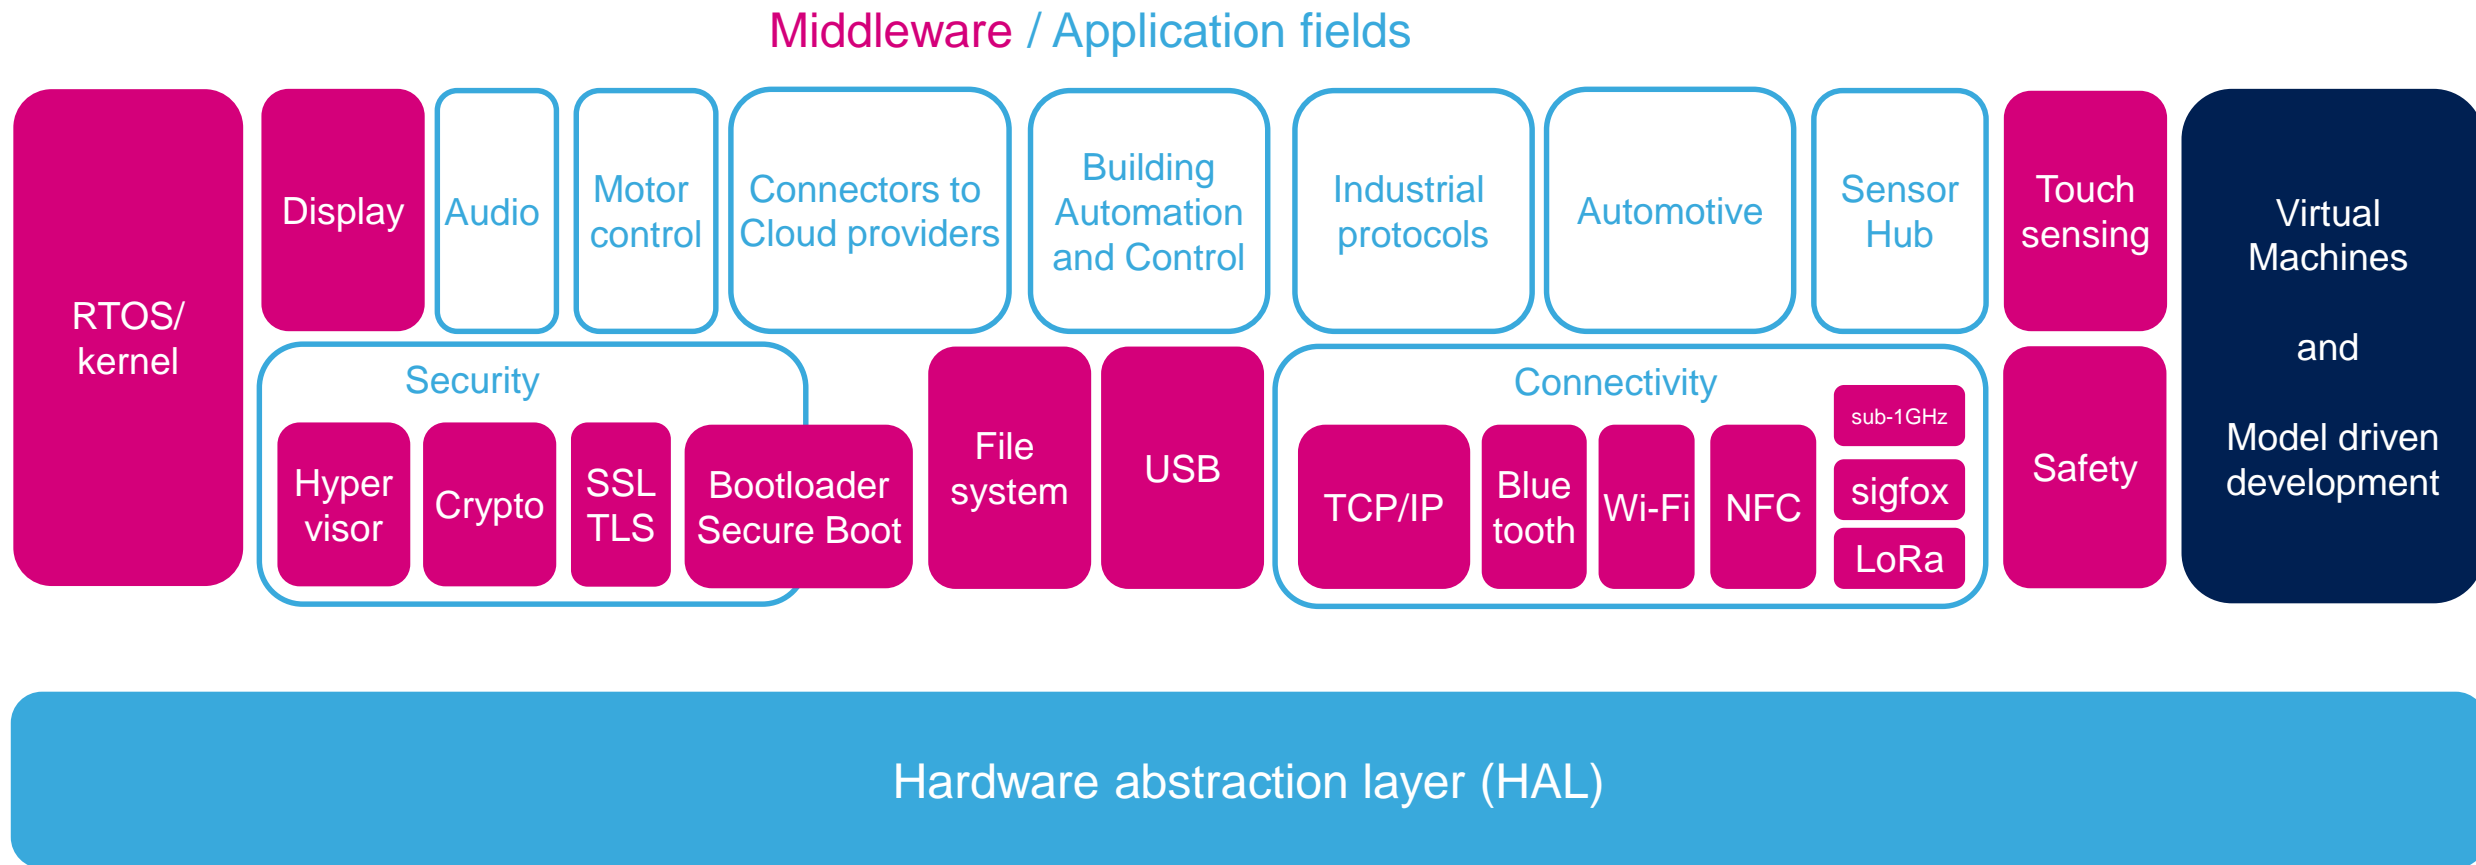 Middleware / Application fields
RTOS/
kernel
Display
Audio
Motor
control
Connectors to
Cloud providers
Building
Automation
and Control
Industrial
protocols
Automotive
Sensor
Hub
Touch
sensing
Virtual
Machines
and
Model driven
development
Security
Hyper
visor
Crypto
SSL
TLS
Bootloader
Secure Boot
File
system
USB
Connectivity
TCP/IP
Blue
tooth
Wi-Fi
NFC
sub-1GHz
sigfox
LoRa
Safety
Hardware abstraction layer (HAL)